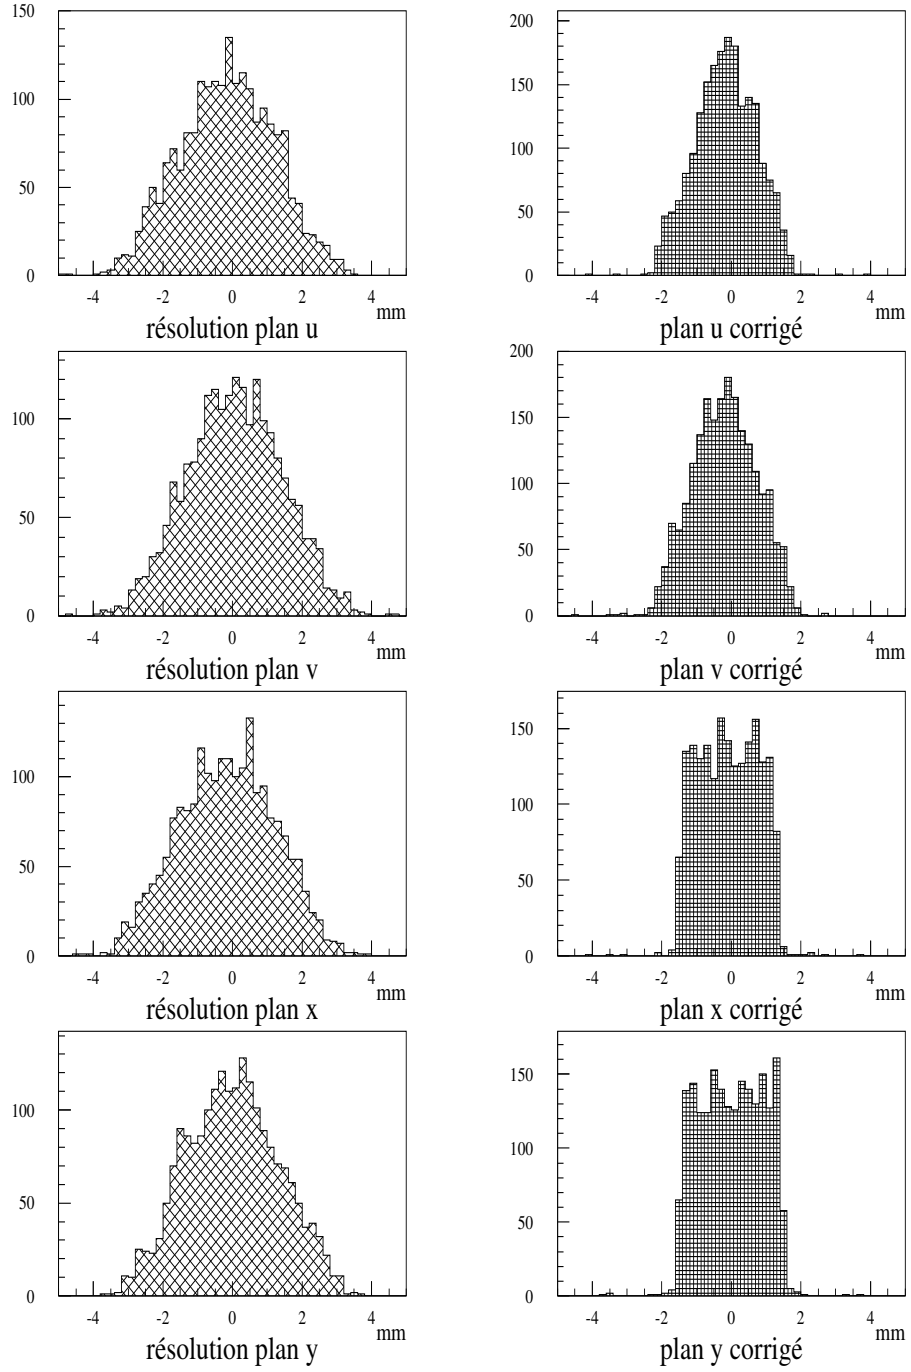 150
100
50
0
-4 -2 0 2 4
mm
résolution plan u
200
150
100
50
0
-4 -2 0 2 4
mm
plan u corrigé
100
50
0
-4 -2 0 2 4
mm
résolution plan v
200
150
100
50
0
-4 -2 0 2 4
mm
plan v corrigé
100
50
0
-4 -2 0 2 4
mm
résolution plan x
150
100
50
0
-4 -2 0 2 4
mm
plan x corrigé
100
50
0
-4 -2 0 2 4
mm
résolution plan y
150
100
50
0
-4 -2 0 2 4
mm
plan y corrigé